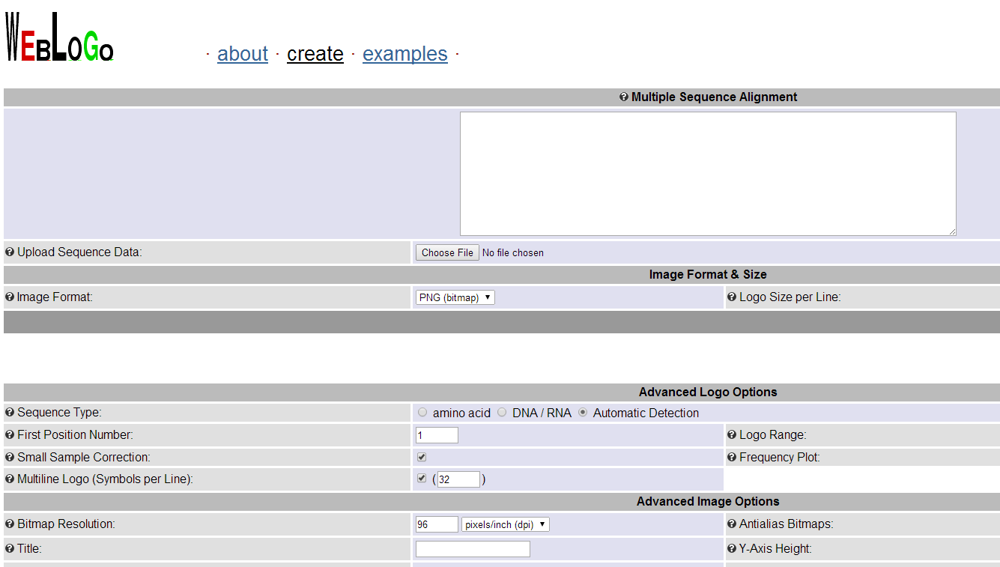 WEBLOGO
· about · create · examples ·
Multiple Sequence Alignment
Upload Sequence Data: Choose File No file chosen
Image Format & Size
Image Format: PNG (bitmap) Logo Size per Line:
Advanced Logo Options
Sequence Type: amino acid DNA / RNA Automatic Detection
First Position Number: 1 Logo Range:
Small Sample Correction: Frequency Plot:
Multiline Logo (Symbols per Line): (32)
Advanced Image Options
Bitmap Resolution: 96 pixels/inch (dpi) Antialias Bitmaps:
Title: Y-Axis Height: